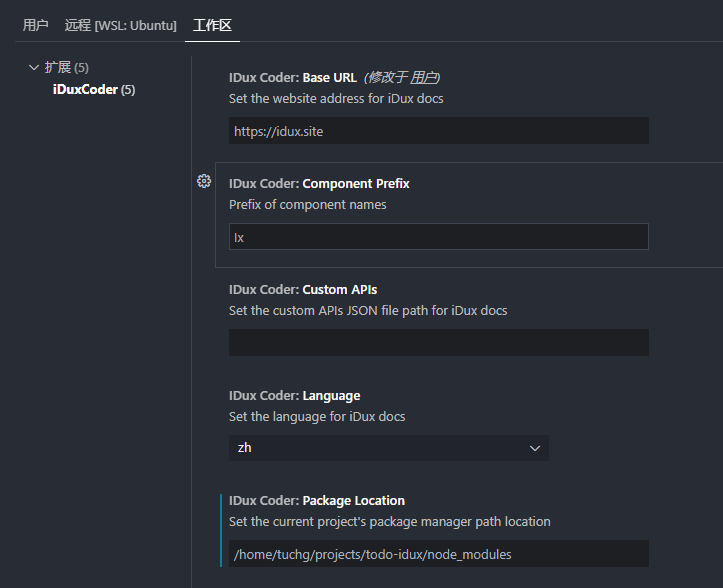 用户 远程 [WSL: Ubuntu] 工作区
扩展 (5)
iDuxCoder (5)
IDux Coder: Base URL (修改于 用户)
Set the website address for iDux docs
https://idux.site
IDux Coder: Component Prefix
Prefix of component names
Ix
IDux Coder: Custom APIs
Set the custom APIs JSON file path for iDux docs
IDux Coder: Language
Set the language for iDux docs
zh
IDux Coder: Package Location
Set the current project's package manager path location
/home/tuchg/projects/todo-idux/node_modules